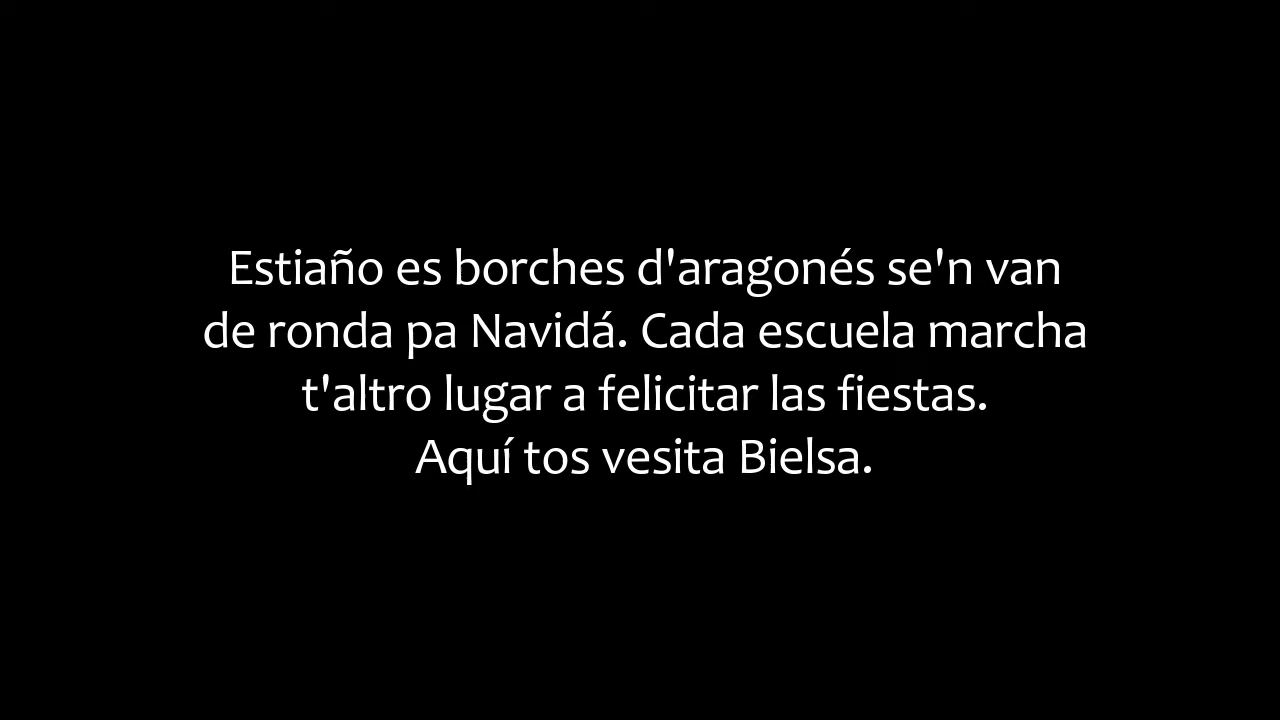 Estiaño es borches d'aragonés se'n van
de ronda pa Navidá. Cada escuela marcha
t'altro lugar a felicitar las fiestas.
Aquí tos vesita Bielsa.